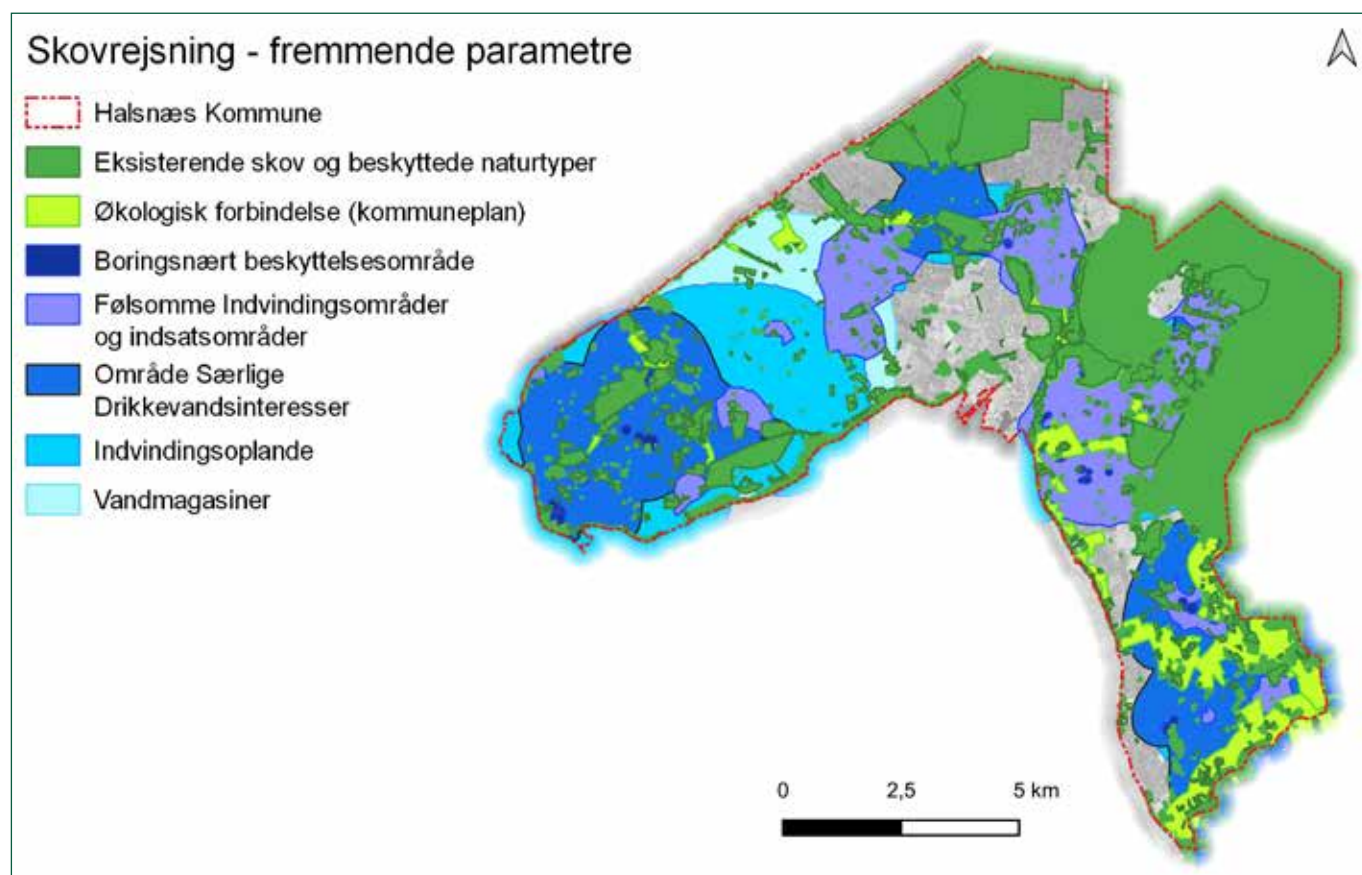 Skovrejsning - fremmende parametre
Halsnæs Kommune
Eksisterende skov og beskyttede naturtyper
Økologisk forbindelse (kommuneplan)
Boringsnært beskyttelsesområde
Følsomme Indvindingsområder
og indsatsområder
Område Særlige
Drikkevandsinteresser
Indvindingsoplande
Vandmagasiner
0 2,5 5 km